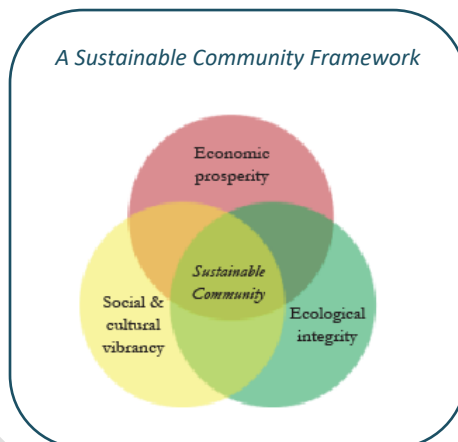 A Sustainable Community Framework
Economic
prosperity
Sustainable
Community
Social &
cultural
vibrancy
Ecological
integrity